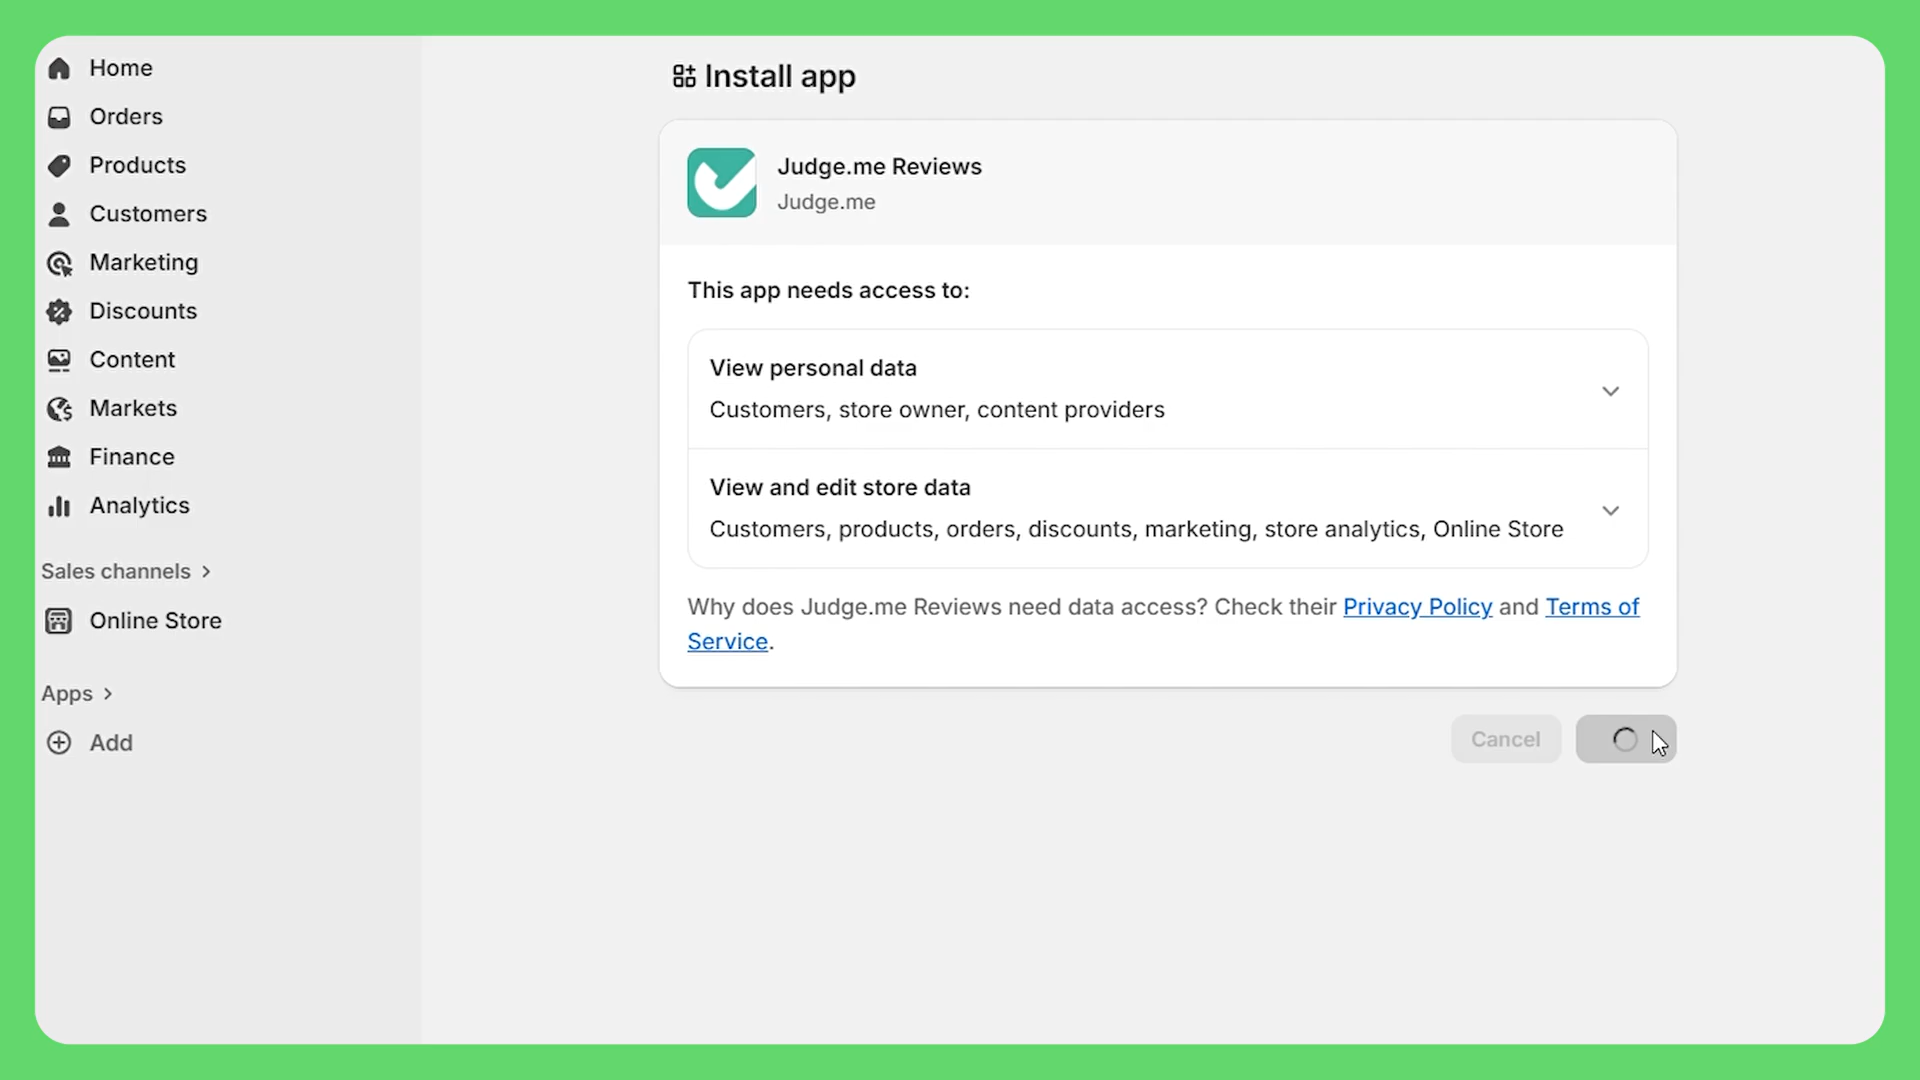 Home
Orders
Products
Customers
Marketing
Discounts
Content
Markets
Finance
Analytics
Sales channels
Online Store
Apps
Add
Install app
Judge.me Reviews
Judge.me
This app needs access to:
View personal data
Customers, store owner, content providers
View and edit store data
Customers, products, orders, discounts, marketing, store analytics, Online Store
Why does Judge.me Reviews need data access? Check their Privacy Policy and Terms of
Service.
Cancel